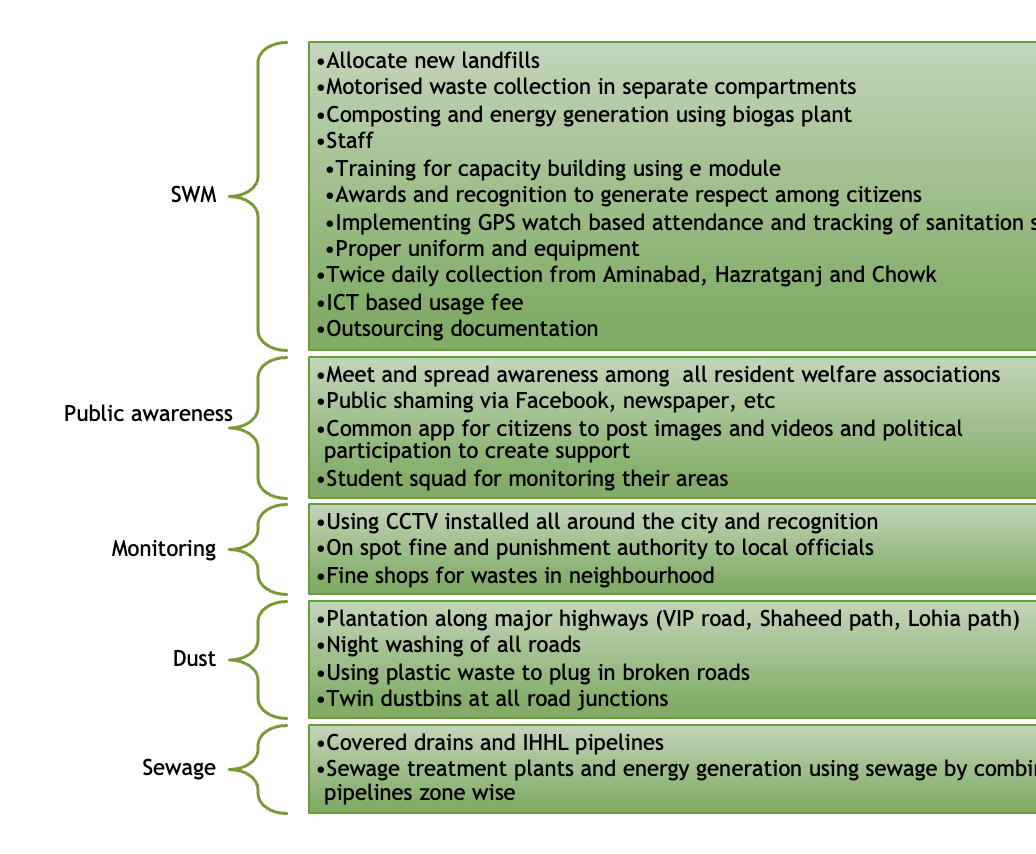 SWM
•Allocate new landfills
•Motorised waste collection in separate compartments
•Composting and energy generation using biogas plant
•Staff
•Training for capacity building using e module
•Awards and recognition to generate respect among citizens
•Implementing GPS watch based attendance and tracking of sanitation
•Proper uniform and equipment
•Twice daily collection from Aminabad, Hazratganj and Chowk
•ICT based usage fee
•Outsourcing documentation
Public awareness
•Meet and spread awareness among  all resident welfare associations
•Public shaming via Facebook, newspaper, etc
•Common app for citizens to post images and videos and political
participation to create support
•Student squad for monitoring their areas
Monitoring
•Using CCTV installed all around the city and recognition
•On spot fine and punishment authority to local officials
•Fine shops for wastes in neighbourhood
Dust
•Plantation along major highways (VIP road, Shaheed path, Lohia path)
•Night washing of all roads
•Using plastic waste to plug in broken roads
•Twin dustbins at all road junctions
Sewage
•Covered drains and IHHL pipelines
•Sewage treatment plants and energy generation using sewage by
pipelines zone wise